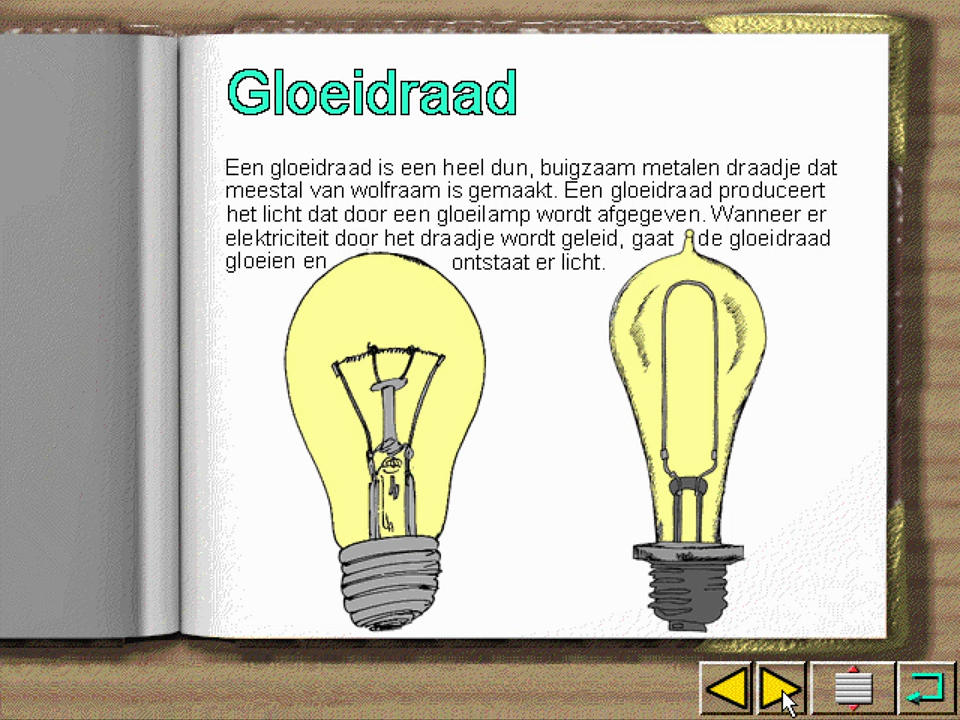 Gloeidraad
Een gloeidraad is een heel dun, buigzaam metalen draadje dat
meestal van wolfraam is gemaakt. Een gloeidraad produceert
het licht dat door een gloeilamp wordt afgegeven. Wanneer er
elektriciteit door het draadje wordt geleid, gaat de gloeidraad
gloeien en ontstaat er licht.